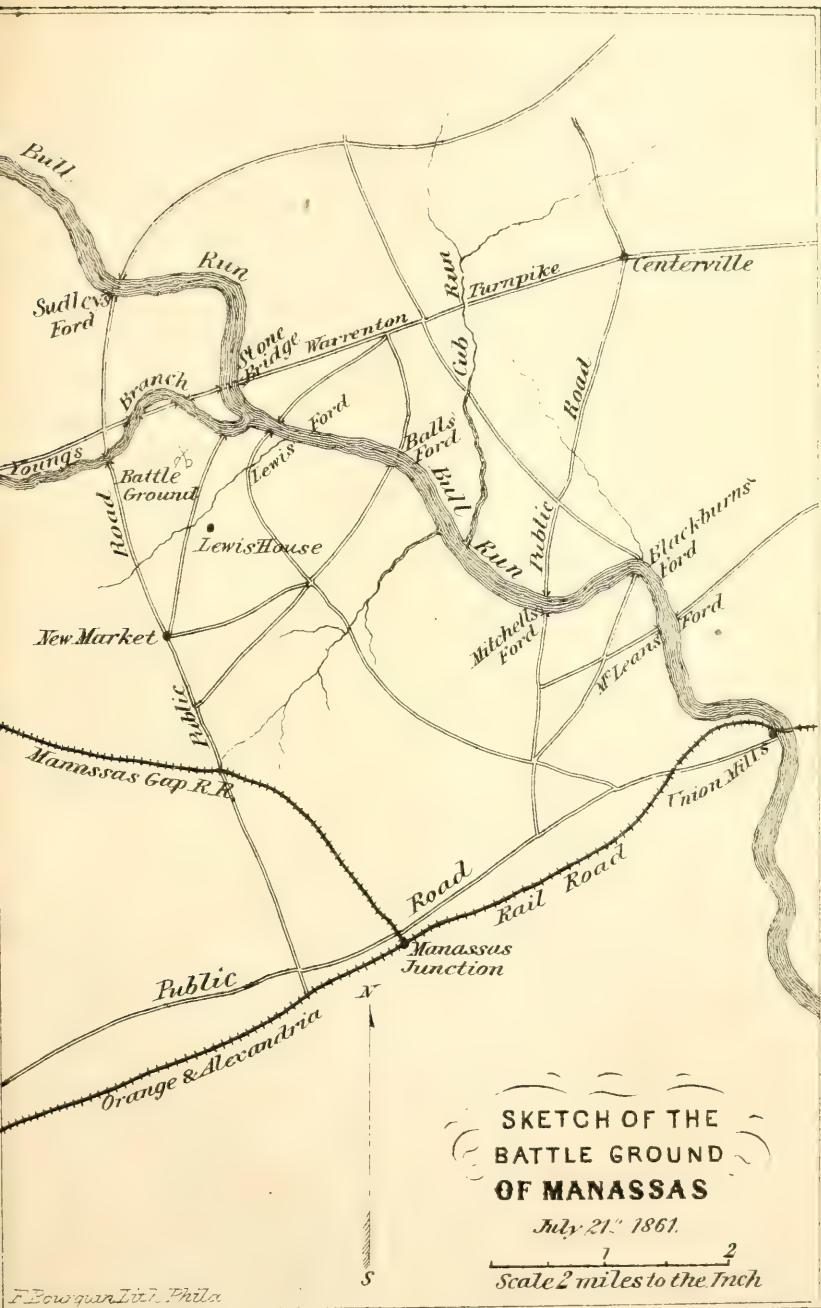 Bull
Run
Sudleys
Ford
Stone
Bridge
Warrenton
Turnpike
Centerville
Cub
Run
Branch
Youngs
Road
Battle
Ground
Lewis
Ford
Balls
Ford
Bull
Run
Public
Road
Blackburns
Ford
Lewis House
New Market
Mitchells
Ford
McLeans
Ford
Public
Mannssas Gap R.R.
Union Mills
Public
Road
Rail Road
Manassas
Junction
Orange & Alexandria
N
S
SKETCH OF THE
BATTLE GROUND
OF MANASSAS
July 21st 1861.
1 2
Scale 2 miles to the Inch
F. Bourquin Lith. Phila